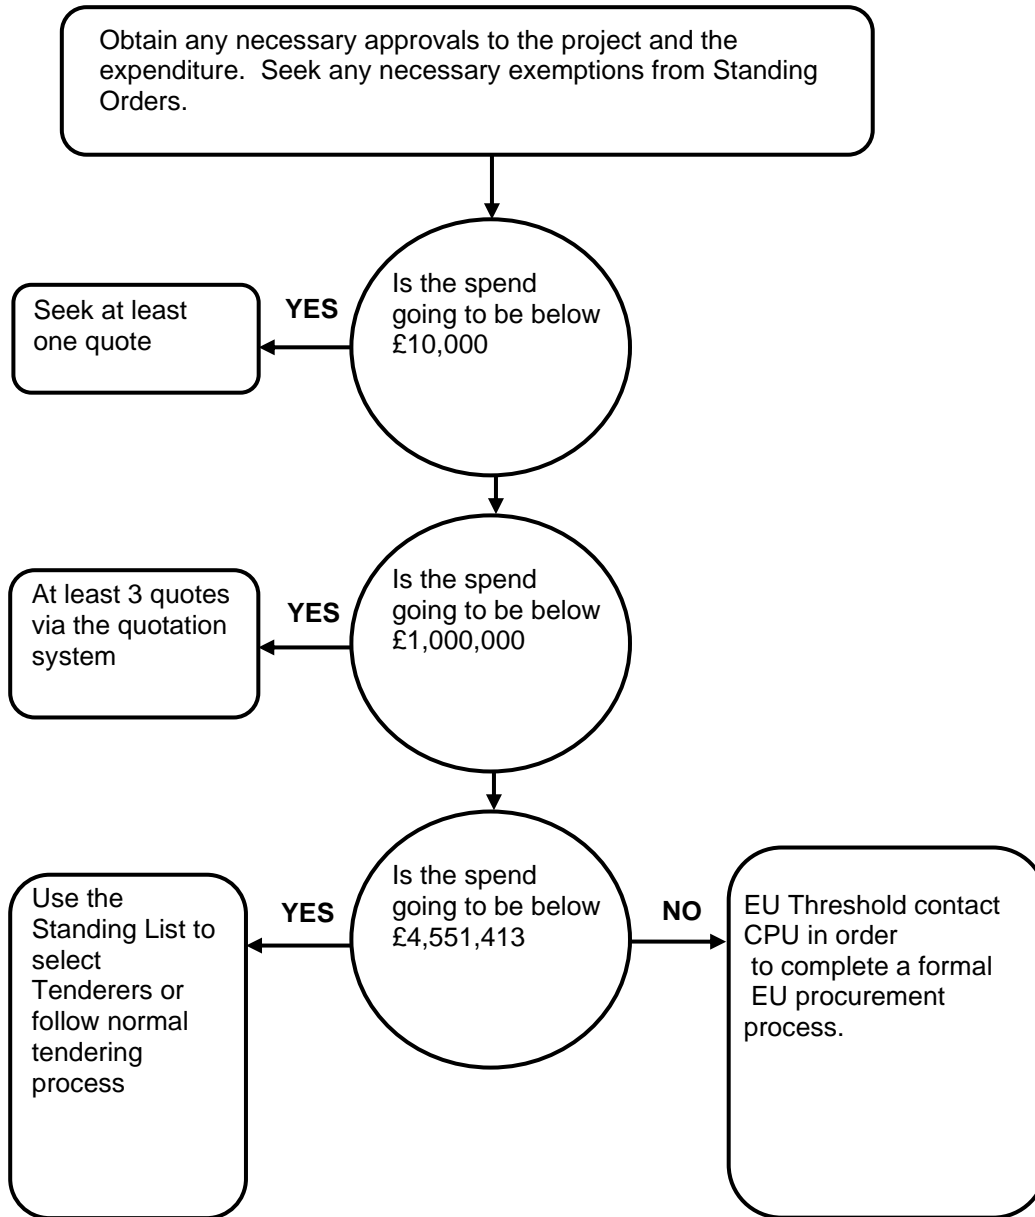 Obtain any necessary approvals to the project and the
expenditure.  Seek any necessary exemptions from Standing
Orders.
Is the spend
going to be below
£10,000
YES
Seek at least
one quote
Is the spend
going to be below
£1,000,000
YES
At least 3 quotes
via the quotation
system
Is the spend
going to be below
£4,551,413
YES
Use the
Standing List to
select
Tenderers or
follow normal
tendering
process
NO
EU Threshold contact
CPU in order
to complete a formal
EU procurement
process.